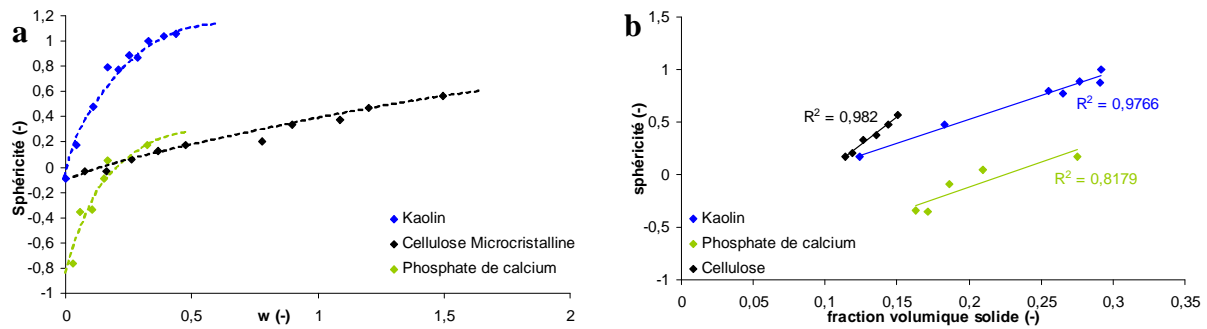 a
1,2
1
0,8
0,6
0,4
0,2
0
-0,2
-0,4
-0,6
-0,8
-1
Sphéricité (-)
0 0,5 1 1,5 2
w (-)
Kaolin
Cellulose Microcristalline
Phosphate de calcium
b
1,5
1
0,5
0
-0,5
-1
sphéricité (-)
R² = 0,982
R² = 0,9766
R² = 0,8179
Kaolin
Phosphate de calcium
Cellulose
0 0,05 0,1 0,15 0,2 0,25 0,3 0,35
fraction volumique solide (-)